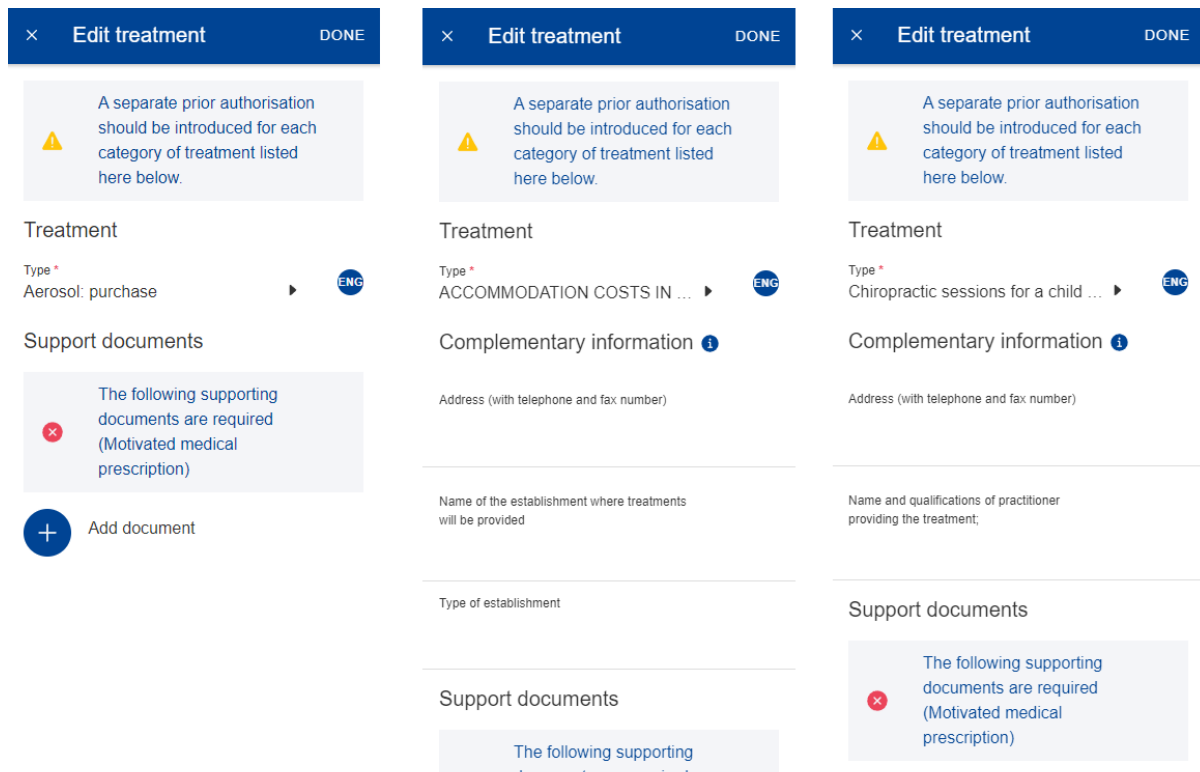 Edit treatment
DONE
A separate prior authorisation
should be introduced for each
category of treatment listed
here below.
Treatment
Type *
Aerosol: purchase
ENG
Support documents
The following supporting
documents are required
(Motivated medical
prescription)
Add document
Edit treatment
DONE
A separate prior authorisation
should be introduced for each
category of treatment listed
here below.
Treatment
Type *
ACCOMMODATION COSTS IN ...
ENG
Complementary information
Address (with telephone and fax number)
Name of the establishment where treatments
will be provided
Type of establishment
Support documents
The following supporting
Edit treatment
DONE
A separate prior authorisation
should be introduced for each
category of treatment listed
here below.
Treatment
Type *
Chiropractic sessions for a child ...
ENG
Complementary information
Address (with telephone and fax number)
Name and qualifications of practitioner
providing the treatment;
Support documents
The following supporting
documents are required
(Motivated medical
prescription)